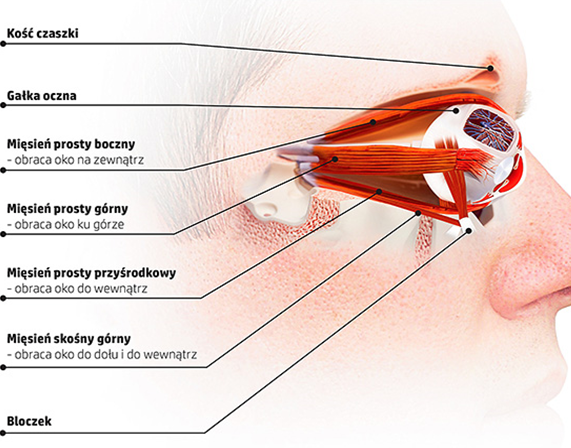 Kość czaszki
Gałka oczna
Mięsień prosty boczny
- obraca oko na zewnątrz
Mięsień prosty górny
- obraca oko ku górze
Mięsień prosty przyśrodkowy
- obraca oko do wewnątrz
Mięsień skośny górny
- obraca oko do dołu i do wewnątrz
Bloczek